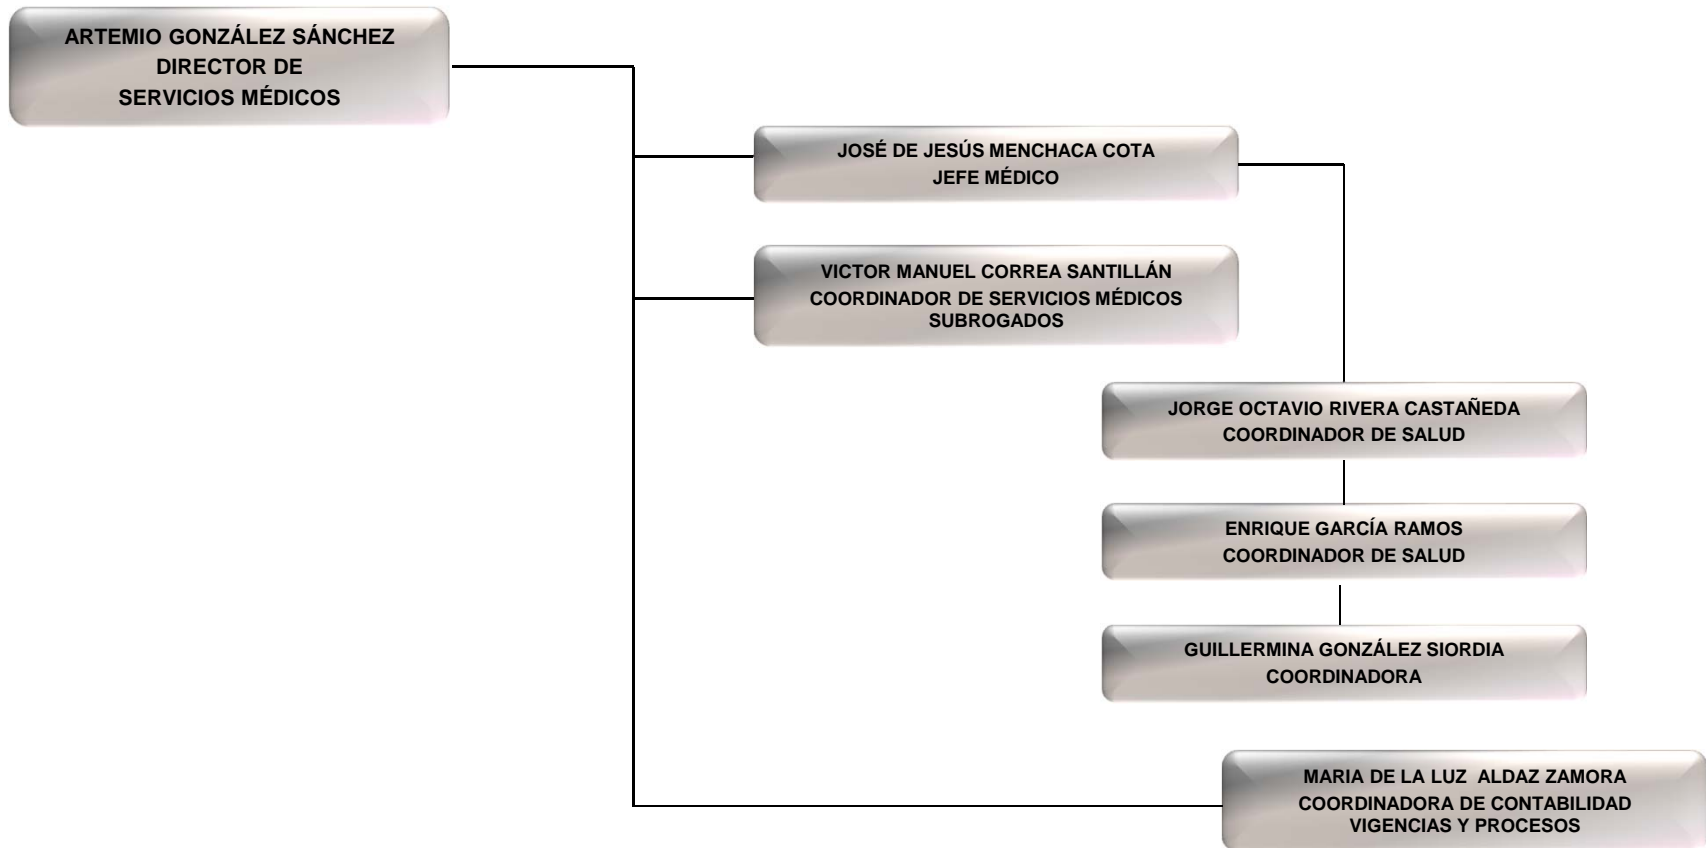 ARTEMIO GONZÁLEZ SÁNCHEZ
DIRECTOR DE
SERVICIOS MÉDICOS
JOSÉ DE JESÚS MENCHACA COTA
JEFE MÉDICO
VICTOR MANUEL CORREA SANTILLÁN
COORDINADOR DE SERVICIOS MÉDICOS
SUBROGADOS
JORGE OCTAVIO RIVERA CASTAÑEDA
COORDINADOR DE SALUD
ENRIQUE GARCÍA RAMOS
COORDINADOR DE SALUD
GUILLERMINA GONZÁLEZ SIORDIA
COORDINADORA
MARIA DE LA LUZ  ALDAZ ZAMORA
COORDINADORA DE CONTABILIDAD
VIGENCIAS Y PROCESOS